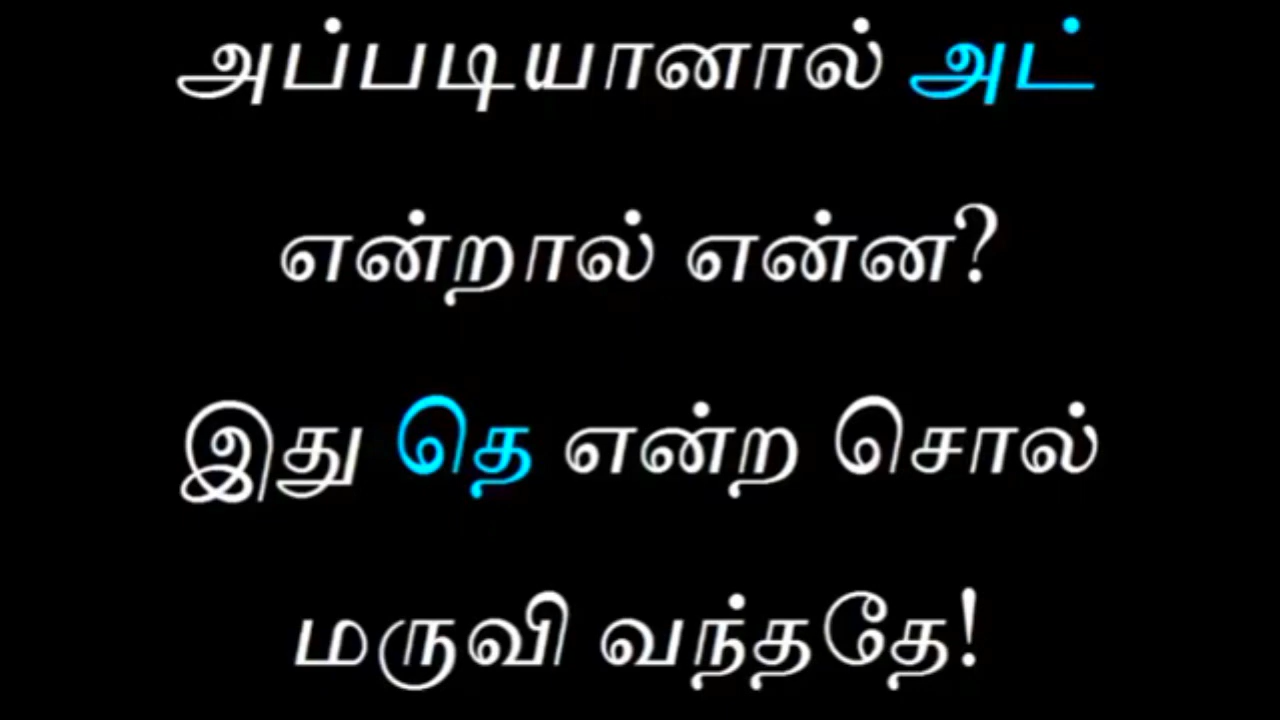 அப்படியானால் அட்
என்றால் என்ன?
இது தெ என்ற சொல்
மருவி வந்ததே!